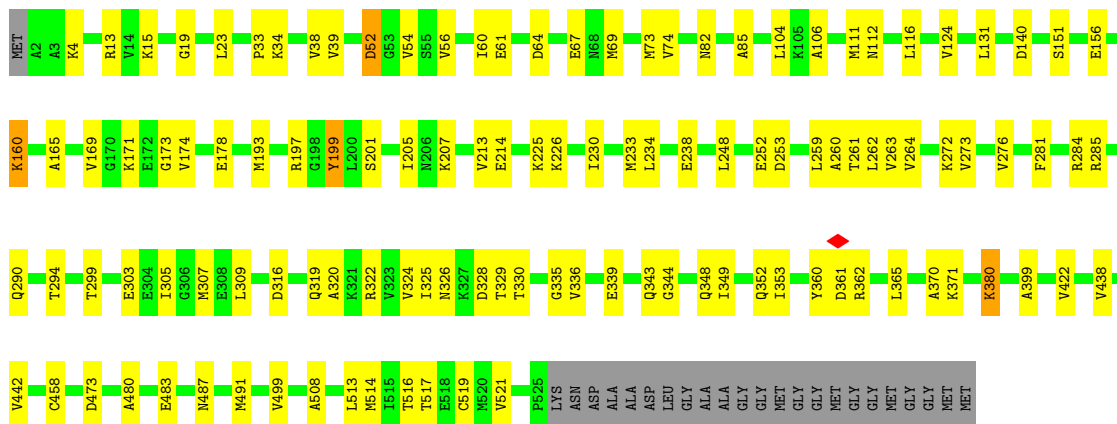 MET A2 A3 K4 R13 V14 K15 G19 L23 P33 K34 V38 V39 D52 G53 V54 S55 V56 I60 E61 D64 E67 N68 M69 M73 V74 N82 A85 L104 K105 A106 M111 N112 L116 V124 L131 D140 S151 E156
K160 A165 V169 G170 K171 E172 G173 V174 E178 M193 R197 G198 Y199 L200 S201 I205 N206 K207 V213 E214 K225 K226 I230 M233 L234 E238 L248 E252 D253 L259 A260 T261 L262 V263 V264 K272 V273 V276 F281 R284 R285
Q290 T294 T299 E303 E304 I305 G306 M307 E308 L309 D316 Q319 A320 K321 R322 V323 V324 I325 N326 K327 D328 T329 T330 G335 V336 E339 Q343 G344 Q348 I349 Q352 I353 Y360 D361 R362 L365 A370 K371 K380 A399 V422 V438
V442 C458 D473 A480 E483 N487 M491 V499 A508 L513 M514 I515 T516 T517 E518 C519 M520 V521 P525 LYS ASN ASP ALA ALA ASP LEU GLY ALA ALA GLY GLY MET GLY GLY MET GLY GLY MET GLY GLY MET MET